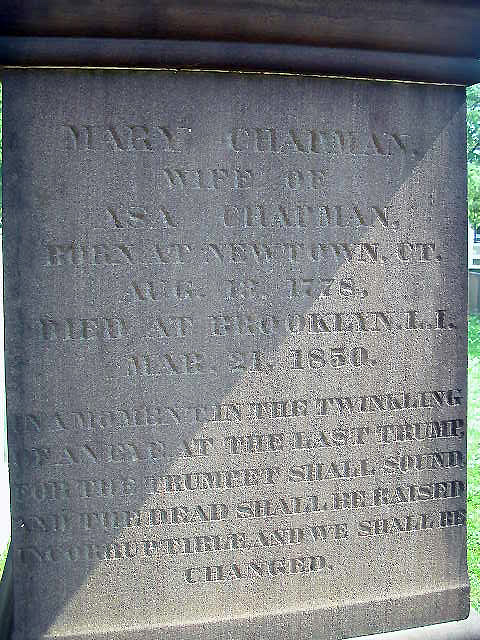 MARY CHAPMAN,
WIFE OF
ASA CHAPMAN,
BORN AT NEWTOWN, CT.
AUG. 13, 1778,
DIED AT BROOKLYN, L.I.
MAR. 21, 1850.
IN A MOMENT, IN THE TWINKLING
OF AN EYE AT THE LAST TRUMP,
FOR THE TRUMPET SHALL SOUND,
AND THE DEAD SHALL BE RAISED
INCORRUPTIBLE, AND WE SHALL BE
CHANGED.